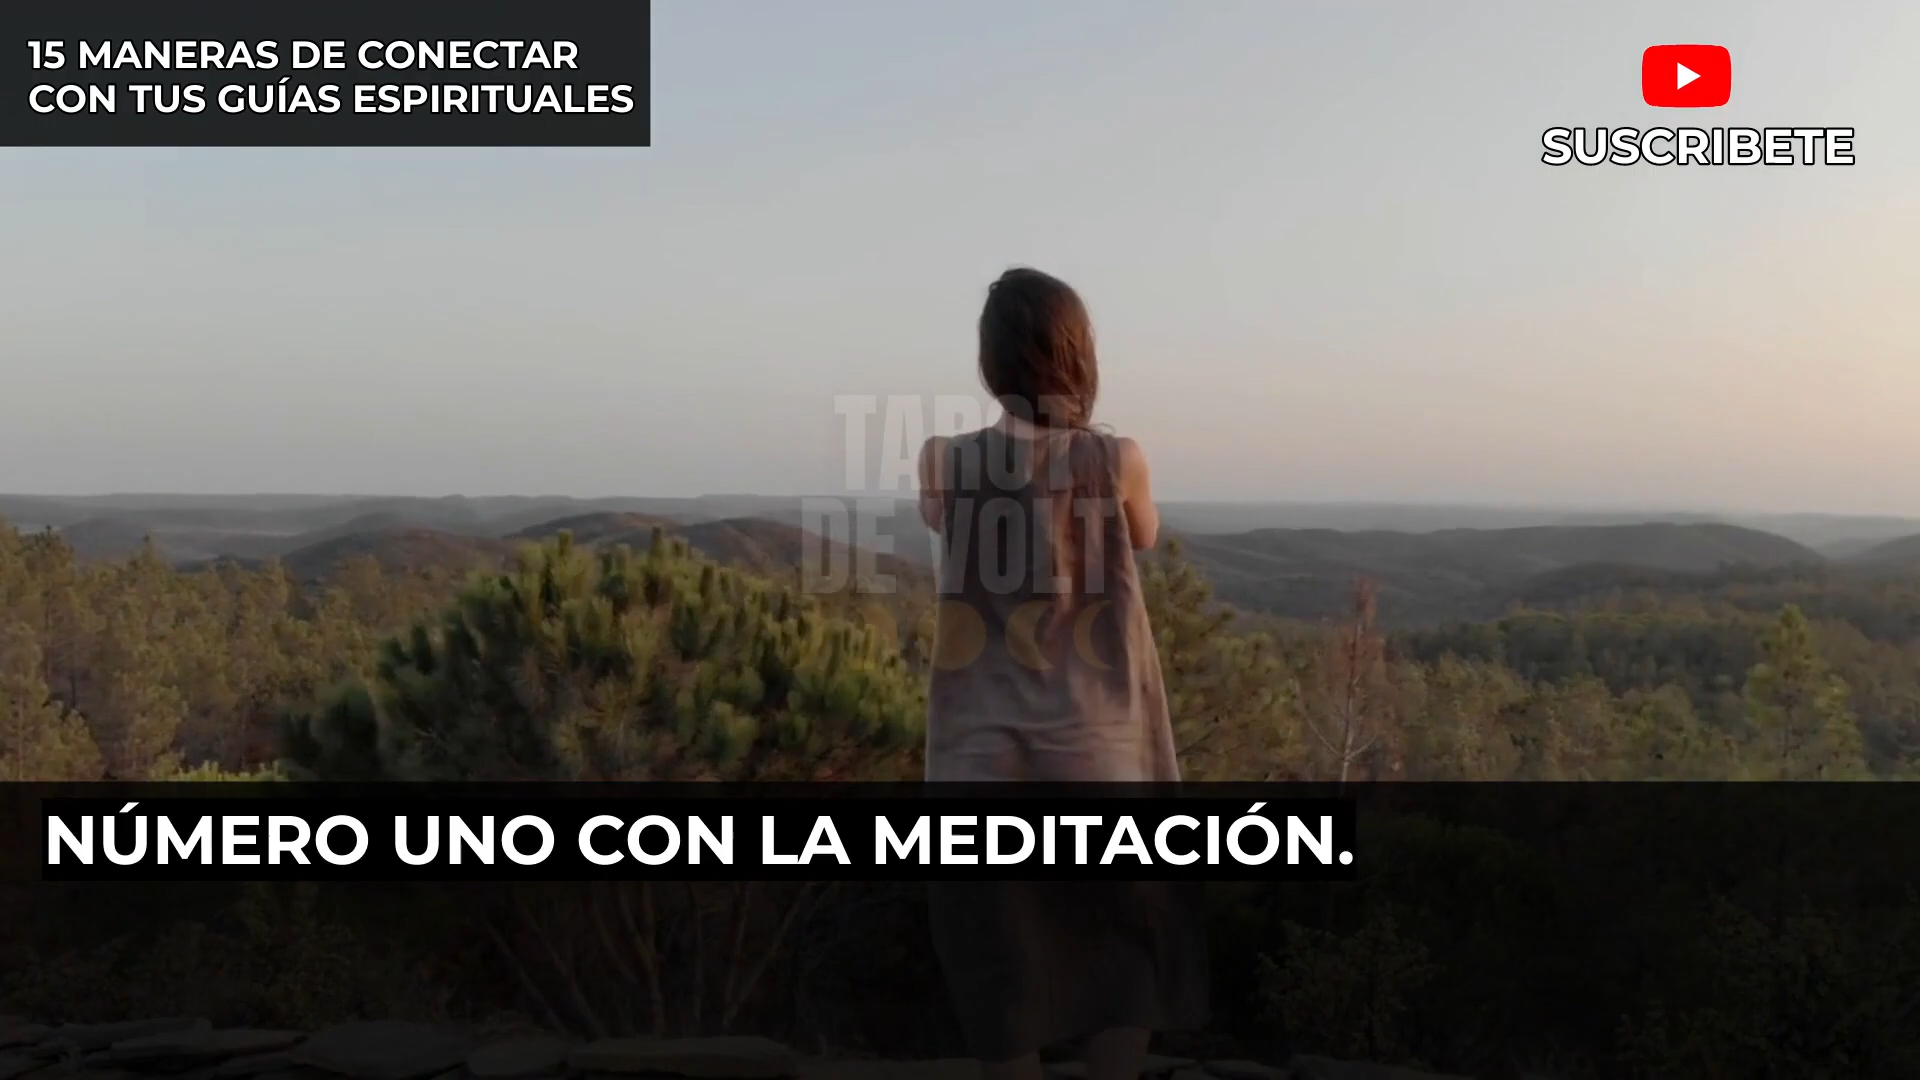 15 MANERAS DE CONECTAR
CON TUS GUÍAS ESPIRITUALES
SUSCRIBETE
TAROT
DE VOLT
NÚMERO UNO CON LA MEDITACIÓN.